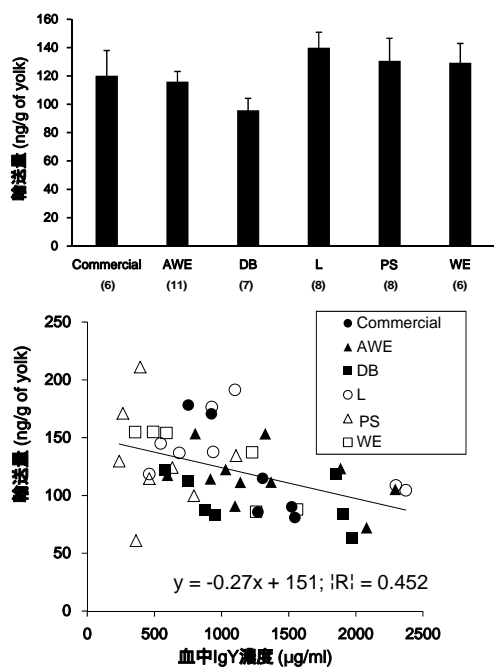 160
140
120
100
80
60
40
20
0
輸送量 (ng/g of yolk)
Commercial AWE DB L PS WE
(6) (11) (7) (8) (8) (6)
250
200
150
100
50
0
輸送量 (ng/g of yolk)
Commercial
AWE
DB
L
PS
WE
y = -0.27x + 151; ¦R¦ = 0.452
0 500 1000 1500 2000 2500
血中IgY濃度 (µg/ml)